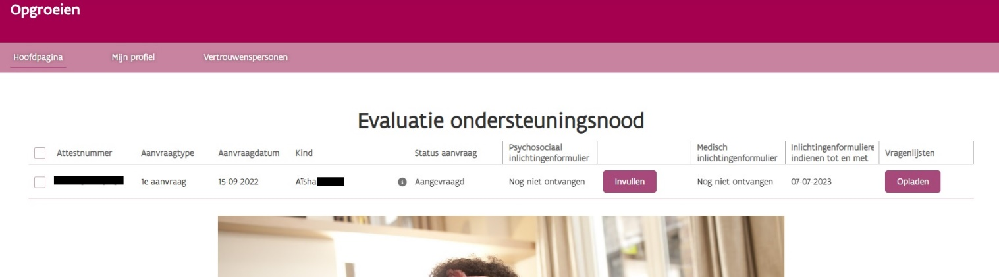 Opgroeien
Hoofdpagina Mijn profiel Vertrouwenspersonen
Evaluatie ondersteuningsnood
Attestnummer Aanvraagtype Aanvraagdatum Kind Status aanvraag Psychosociaal inlichtingenformulier Medisch inlichtingenformulier Inlichtingenformuliere indienen tot en met Vragenlijsten
1e aanvraag 15-09-2022 Aïsha Aangevraagd Nog niet ontvangen Invullen Nog niet ontvangen 07-07-2023 Opladen